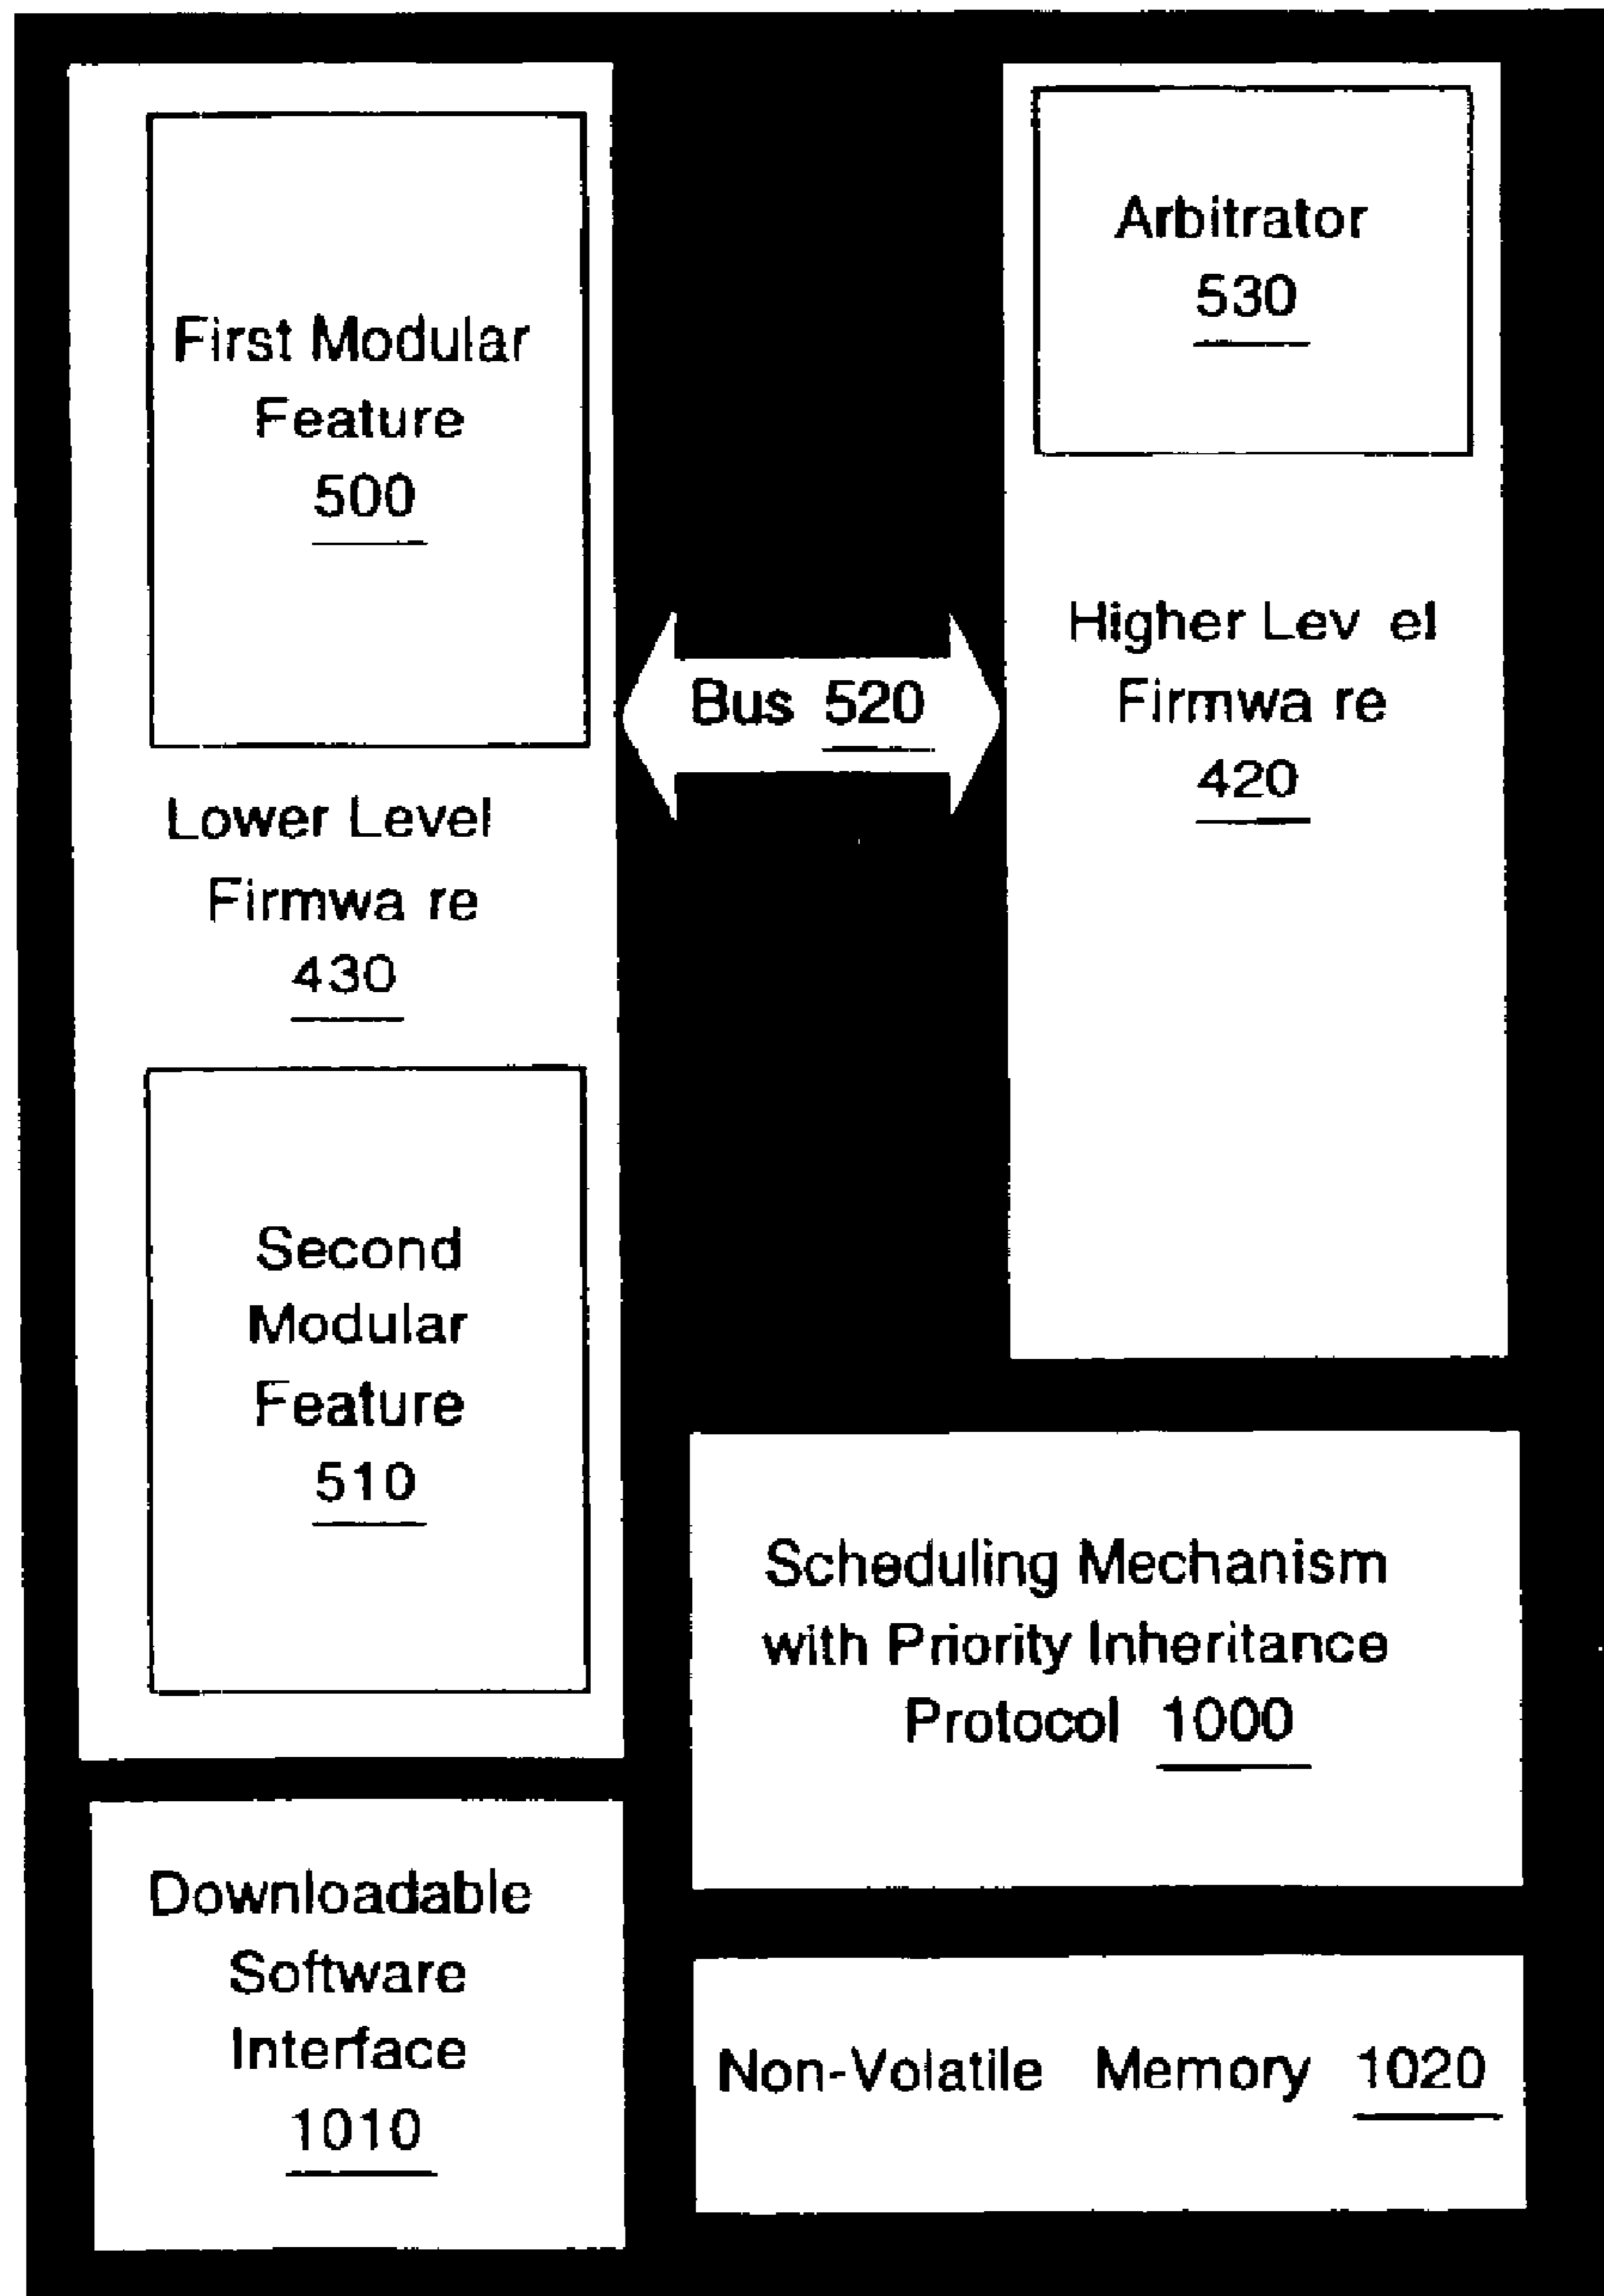 First Modular
Feature
500
Lower Level
Firmwa re
430
Second
Modular
Feature
510
Bus 520
Arbitrator
530
Higher Lev el
Firmwa re
420
Scheduling Mechanism
with Priority Inheritance
Protocol 1000
Downloadable
Software
Interface
1010
Non-Volatile Memory 1020